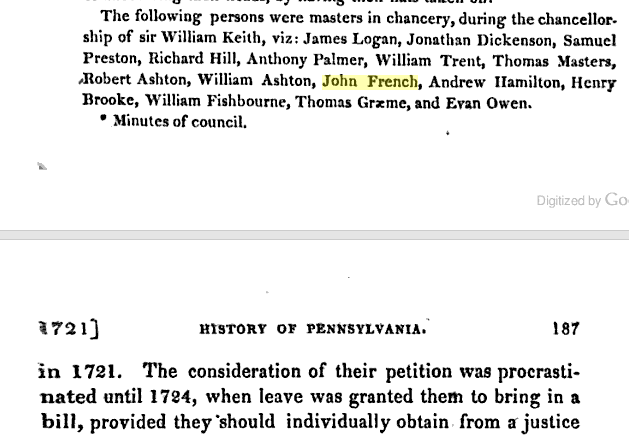 The following persons were masters in chancery, during the chancellor-
ship of sir William Keith, viz: James Logan, Jonathan Dickenson, Samuel
Preston, Richard Hill, Anthony Palmer, William Trent, Thomas Masters,
Robert Ashton, William Ashton, John French, Andrew Hamilton, Henry
Brooke, William Fishbourne, Thomas Græme, and Evan Owen.
* Minutes of council.
Digitized by Go
1721] HISTORY OF PENNSYLVANIA. 187
in 1721. The consideration of their petition was procrasti-
nated until 1724, when leave was granted them to bring in a
bill, provided they should individually obtain from a justice